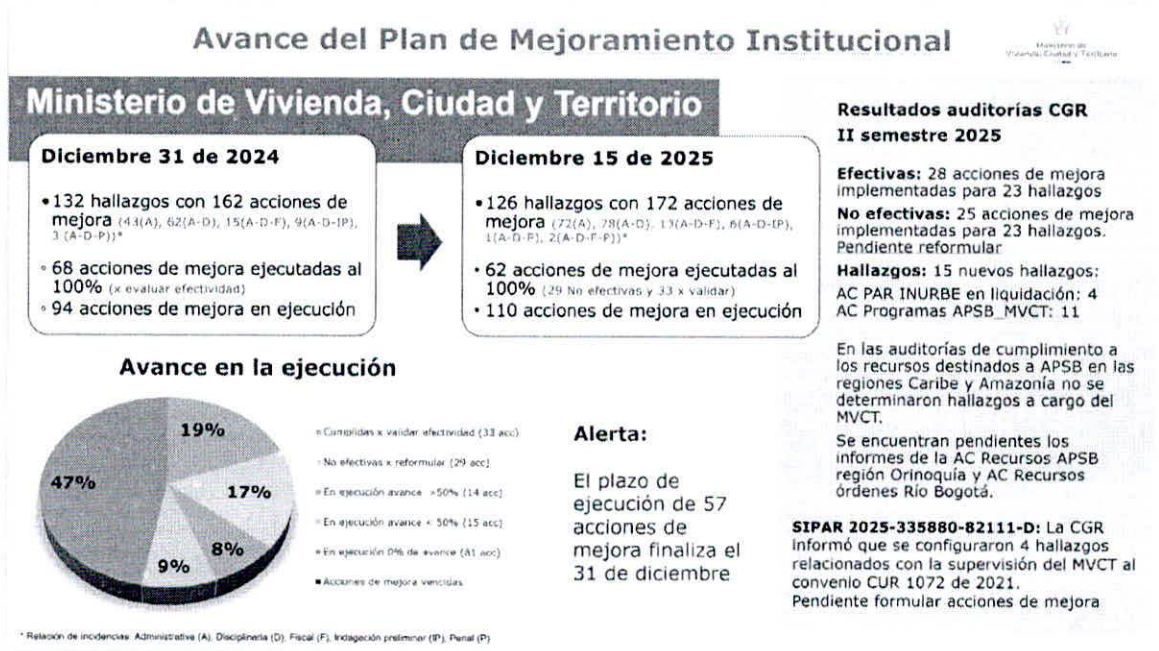 Avance del Plan de Mejoramiento Institucional
Ministerio de
Vivienda, Ciudad y Territorio
Ministerio de Vivienda, Ciudad y Territorio
Diciembre 31 de 2024
•132 hallazgos con 162 acciones de
mejora (43(A), 62(A-D), 15(A-D-F), 9(A-D-IP),
3 (A-D-P))*
◦ 68 acciones de mejora ejecutadas al
100% (x evaluar efectividad)
◦ 94 acciones de mejora en ejecución
Diciembre 15 de 2025
•126 hallazgos con 172 acciones de
mejora (72(A), 78(A-D), 13(A-D-F), 6(A-D-IP),
2(A-D-F-P))*
• 62 acciones de mejora ejecutadas al
100% (29 No efectivas y 33 x validar)
• 110 acciones de mejora en ejecución
Avance en la ejecución
19%
47%
17%
8%
9%
Cumplidas x validar efectividad (33 acc)
No efectivas x reformular (29 acc)
En ejecución avance >50% (14 acc)
En ejecución avance < 50% (15 acc)
En ejecución 0% de avance (81 acc)
Acciones de mejora vencidas
Alerta:
El plazo de
ejecución de 57
acciones de
mejora finaliza el
31 de diciembre
Resultados auditorías CGR
II semestre 2025
Efectivas: 28 acciones de mejora
implementadas para 23 hallazgos
No efectivas: 25 acciones de mejora
implementadas para 23 hallazgos.
Pendiente reformular
Hallazgos: 15 nuevos hallazgos:
AC PAR INURBE en liquidación: 4
AC Programas APSB_MVCT: 11
En las auditorías de cumplimiento a
los recursos destinados a APSB en las
regiones Caribe y Amazonía no se
determinaron hallazgos a cargo del
MVCT.
Se encuentran pendientes los
informes de la AC Recursos APSB
región Orinoquía y AC Recursos
órdenes Río Bogotá.
SIPAR 2025-335880-82111-D: La CGR
informó que se configuraron 4 hallazgos
relacionados con la supervisión del MVCT al
convenio CUR 1072 de 2021.
Pendiente formular acciones de mejora
* Relación de incidencias: Administrativa (A), Disciplinaria (D), Fiscal (F), Indagación preliminar (IP), Penal (P)